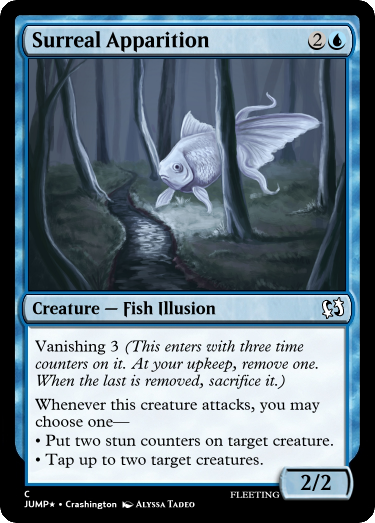 Surreal Apparition 2
Creature — Fish Illusion
Vanishing 3 (This enters with three time
counters on it. At your upkeep, remove one.
When the last is removed, sacrifice it.)
Whenever this creature attacks, you may
choose one—
• Put two stun counters on target creature.
• Tap up to two target creatures.
2/2
C
JUMP★ • Crashington Alyssa Tadeo
FLEETING